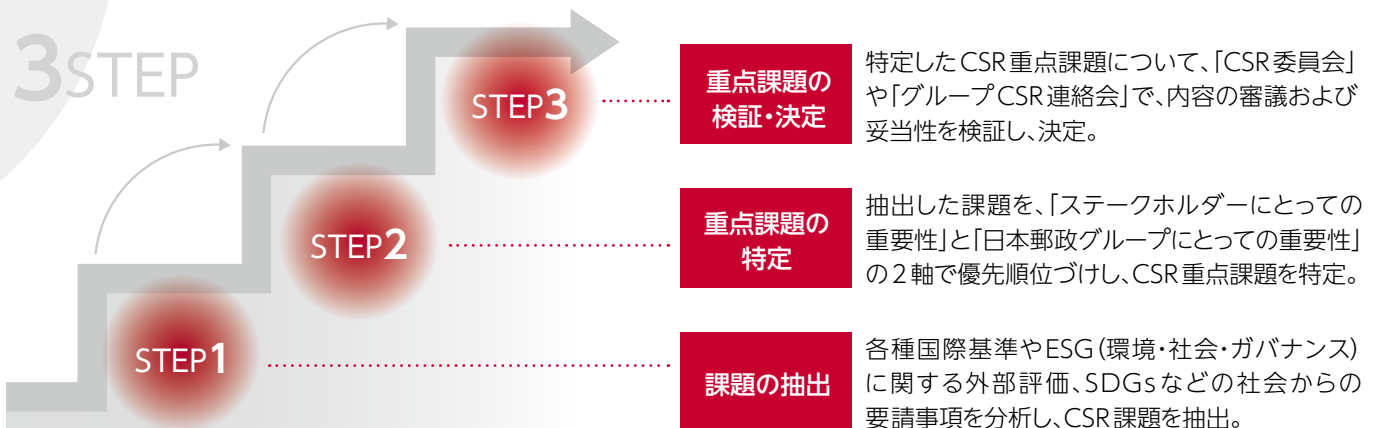 3STEP
STEP3
重点課題の
検証・決定
特定したCSR重点課題について、「CSR委員会」
や「グループCSR連絡会」で、内容の審議および
妥当性を検証し、決定。
STEP2
重点課題の
特定
抽出した課題を、「ステークホルダーにとっての
重要性」と「日本郵政グループにとっての重要性」
の2軸で優先順位づけし、CSR重点課題を特定。
STEP1
課題の抽出
各種国際基準やESG(環境・社会・ガバナンス)
に関する外部評価、SDGsなどの社会からの
要請事項を分析し、CSR課題を抽出。